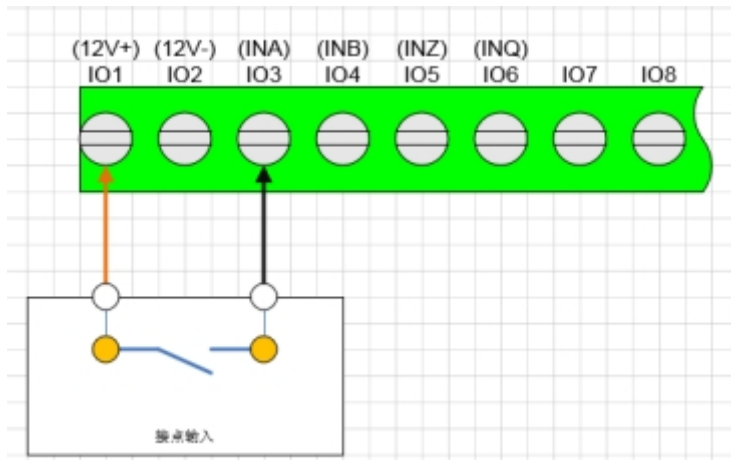 (12V+) (12V-) (INA) (INB) (INZ) (INQ)
IO1 IO2 IO3 IO4 IO5 IO6 IO7 IO8
接点输入